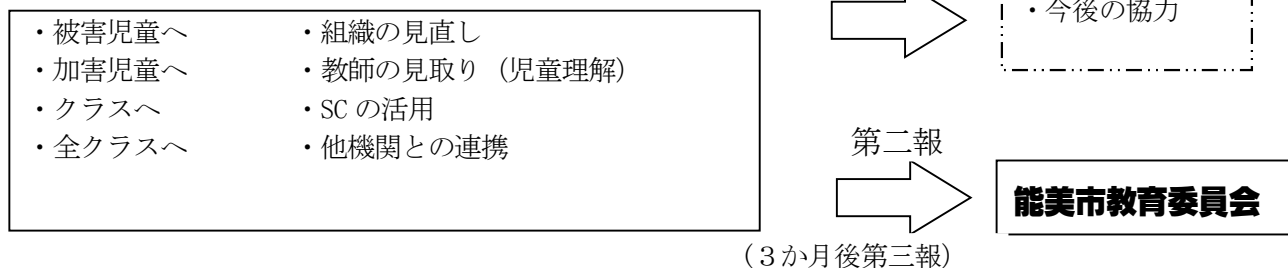 ・今後の協力
・被害児童へ　　　　・組織の見直し
・加害児童へ　　　　・教師の見取り（児童理解）
・クラスへ　　　　　・SC の活用
・全クラスへ　　　　・他機関との連携
第二報
能美市教育委員会
（３か月後第三報）